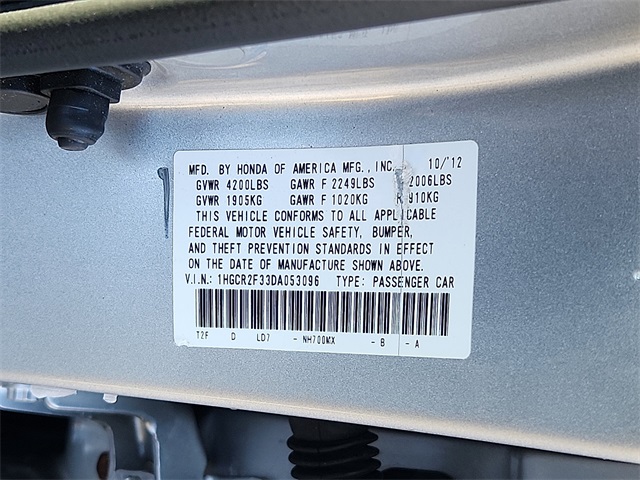 MFD. BY HONDA OF AMERICA MFG., INC. 10/'12
GVWR 4200LBS GAWR F 2249LBS 2006LBS
GVWR 1905KG GAWR F 1020KG R 910KG
THIS VEHICLE CONFORMS TO ALL APPLICABLE
FEDERAL MOTOR VEHICLE SAFETY, BUMPER,
AND THEFT PREVENTION STANDARDS IN EFFECT
ON THE DATE OF MANUFACTURE SHOWN ABOVE.
V.I.N.: 1HGCR2F33DA053096 TYPE: PASSENGER CAR
T2F D LD7 - NH700MX - B - A